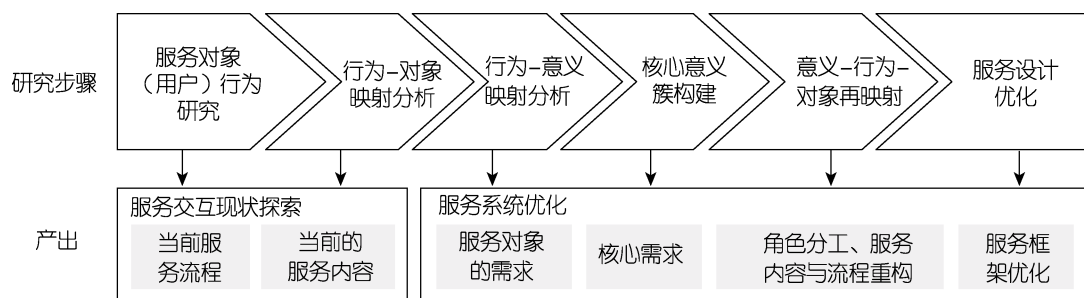 研究步骤
服务对象
（用户）行为
研究
行为-对象
映射分析
行为-意义
映射分析
核心意义
簇构建
意义-行为-
对象再映射
服务设计
优化
产出
服务交互现状探索
当前服
务流程
当前的
服务内容
服务系统优化
服务对象
的需求
核心需求
角色分工、服务
内容与流程重构
服务框
架优化